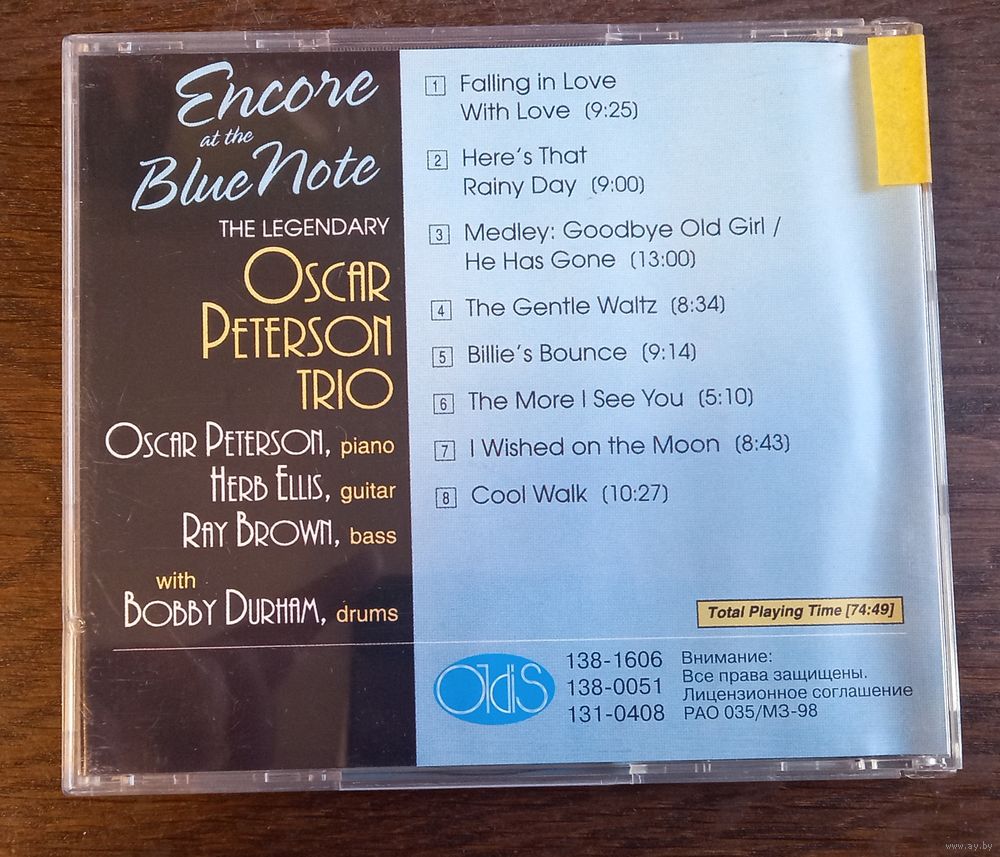 Encore
at the
Blue Note
THE LEGENDARY
OSCAR
PETERSON
TRIO
OSCAR PETERSON, piano
HERB ELLIS, guitar
RAY BROWN, bass
with
BOBBY DURHAM, drums
1 Falling in Love
With Love (9:25)
2 Here's That
Rainy Day (9:00)
3 Medley: Goodbye Old Girl /
He Has Gone (13:00)
4 The Gentle Waltz (8:34)
5 Billie's Bounce (9:14)
6 The More I See You (5:10)
7 I Wished on the Moon (8:43)
8 Cool Walk (10:27)
Total Playing Time [74:49]
OldiS
138-1606
138-0051
131-0408
Внимание:
Все права защищены.
Лицензионное соглашение
РАО 035/МЗ-98
www.ay.by